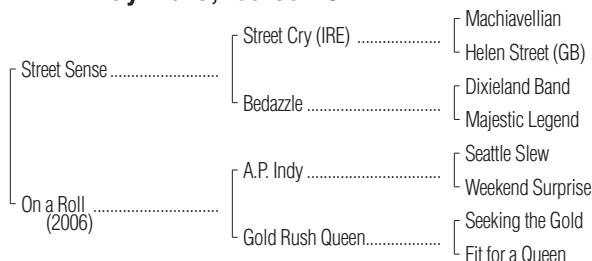 Machiavellian
Street Cry (IRE) ....................
Helen Street (GB)
Street Sense ..........................
Dixieland Band
Bedazzle ................................
Majestic Legend
Seattle Slew
A.P. Indy ................................
Weekend Surprise
On a Roll ..............................
(2006)
Seeking the Gold
Gold Rush Queen..................
Fit for a Queen